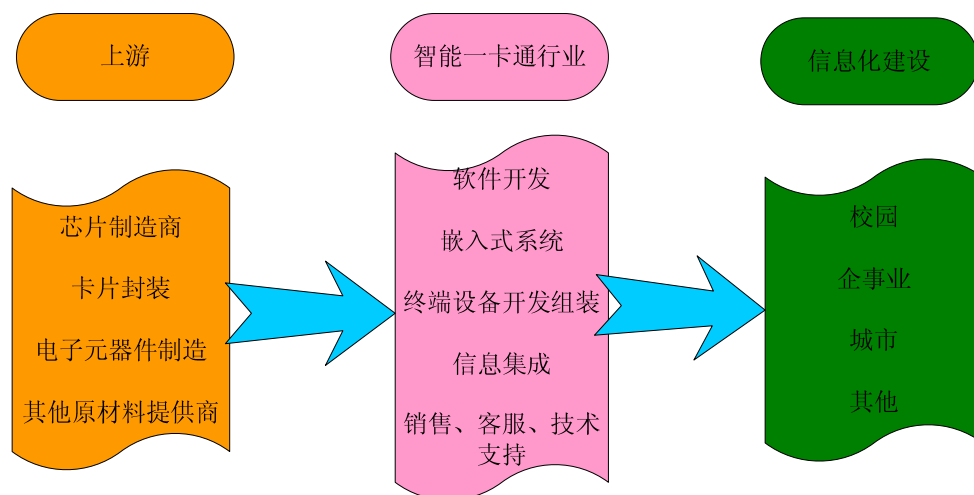 上游
智能一卡通行业
信息化建设
芯片制造商
卡片封装
电子元器件制造
其他原材料提供商
软件开发
嵌入式系统
终端设备开发组装
信息集成
销售、客服、技术
支持
校园
企事业
城市
其他